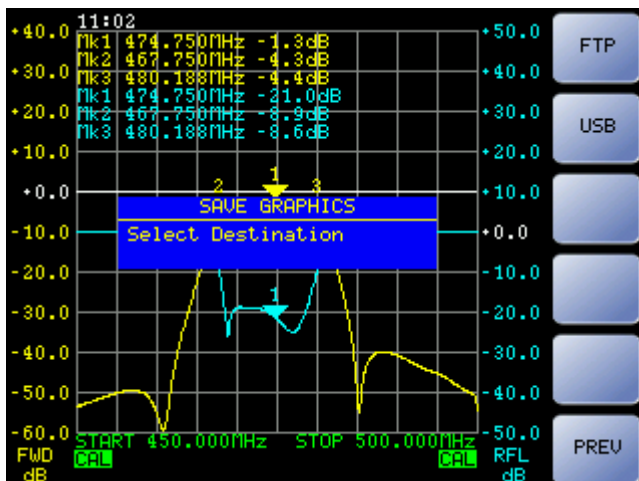 11:02
Mk1 474.750MHz -1.3dB
Mk2 467.750MHz -4.3dB
Mk3 480.188MHz -4.4dB
Mk1 474.750MHz -21.0dB
Mk2 467.750MHz -8.9dB
Mk3 480.188MHz -8.6dB
+40.0
+30.0
+20.0
+10.0
+0.0
-10.0
-20.0
-30.0
-40.0
-50.0
-60.0
FWD
dB
2 1 3
SAVE GRAPHICS
Select Destination
1
START 450.000MHz STOP 500.000MHz
CAL CAL
+50.0
+40.0
+30.0
+20.0
+10.0
+0.0
-10.0
-20.0
-30.0
-40.0
-50.0
RFL
dB
FTP
USB
PREV